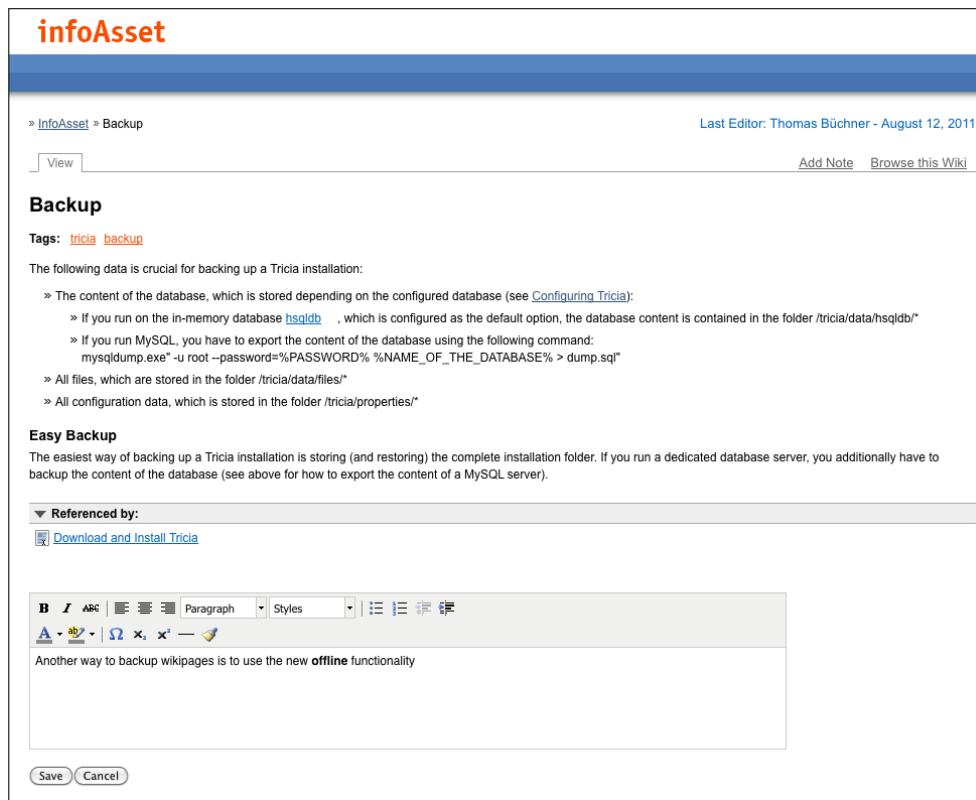 infoAsset
» InfoAsset » Backup
Last Editor: Thomas Büchner - August 12, 2011
View
Add Note Browse this Wiki
Backup
Tags: tricia backup
The following data is crucial for backing up a Tricia installation:
» The content of the database, which is stored depending on the configured database (see Configuring Tricia):
» If you run on the in-memory database hsqldb , which is configured as the default option, the database content is contained in the folder /tricia/data/hsqldb/*
» If you run MySQL, you have to export the content of the database using the following command:
mysqldump.exe" -u root --password=%PASSWORD% %NAME_OF_THE_DATABASE% > dump.sql"
» All files, which are stored in the folder /tricia/data/files/*
» All configuration data, which is stored in the folder /tricia/properties/*
Easy Backup
The easiest way of backing up a Tricia installation is storing (and restoring) the complete installation folder. If you run a dedicated database server, you additionally have to
backup the content of the database (see above for how to export the content of a MySQL server).
Referenced by:
Download and Install Tricia
B I ABC Paragraph Styles
A ab Ω x₂ x²
Another way to backup wikipages is to use the new offline functionality
Save Cancel